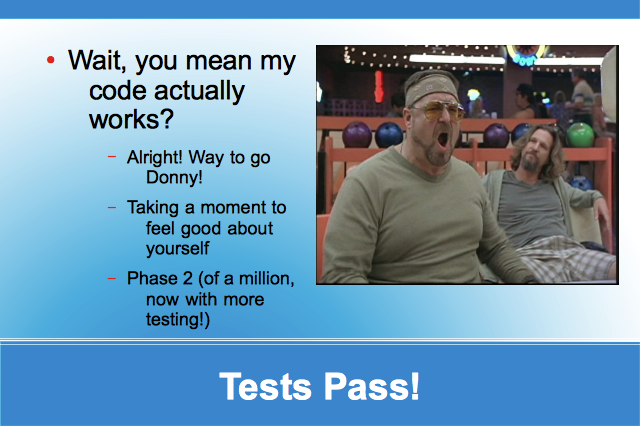 Wait, you mean my
code actually
works?
Alright! Way to go
Donny!
Taking a moment to
feel good about
yourself
Phase 2 (of a million,
now with more
testing!)
Tests Pass!